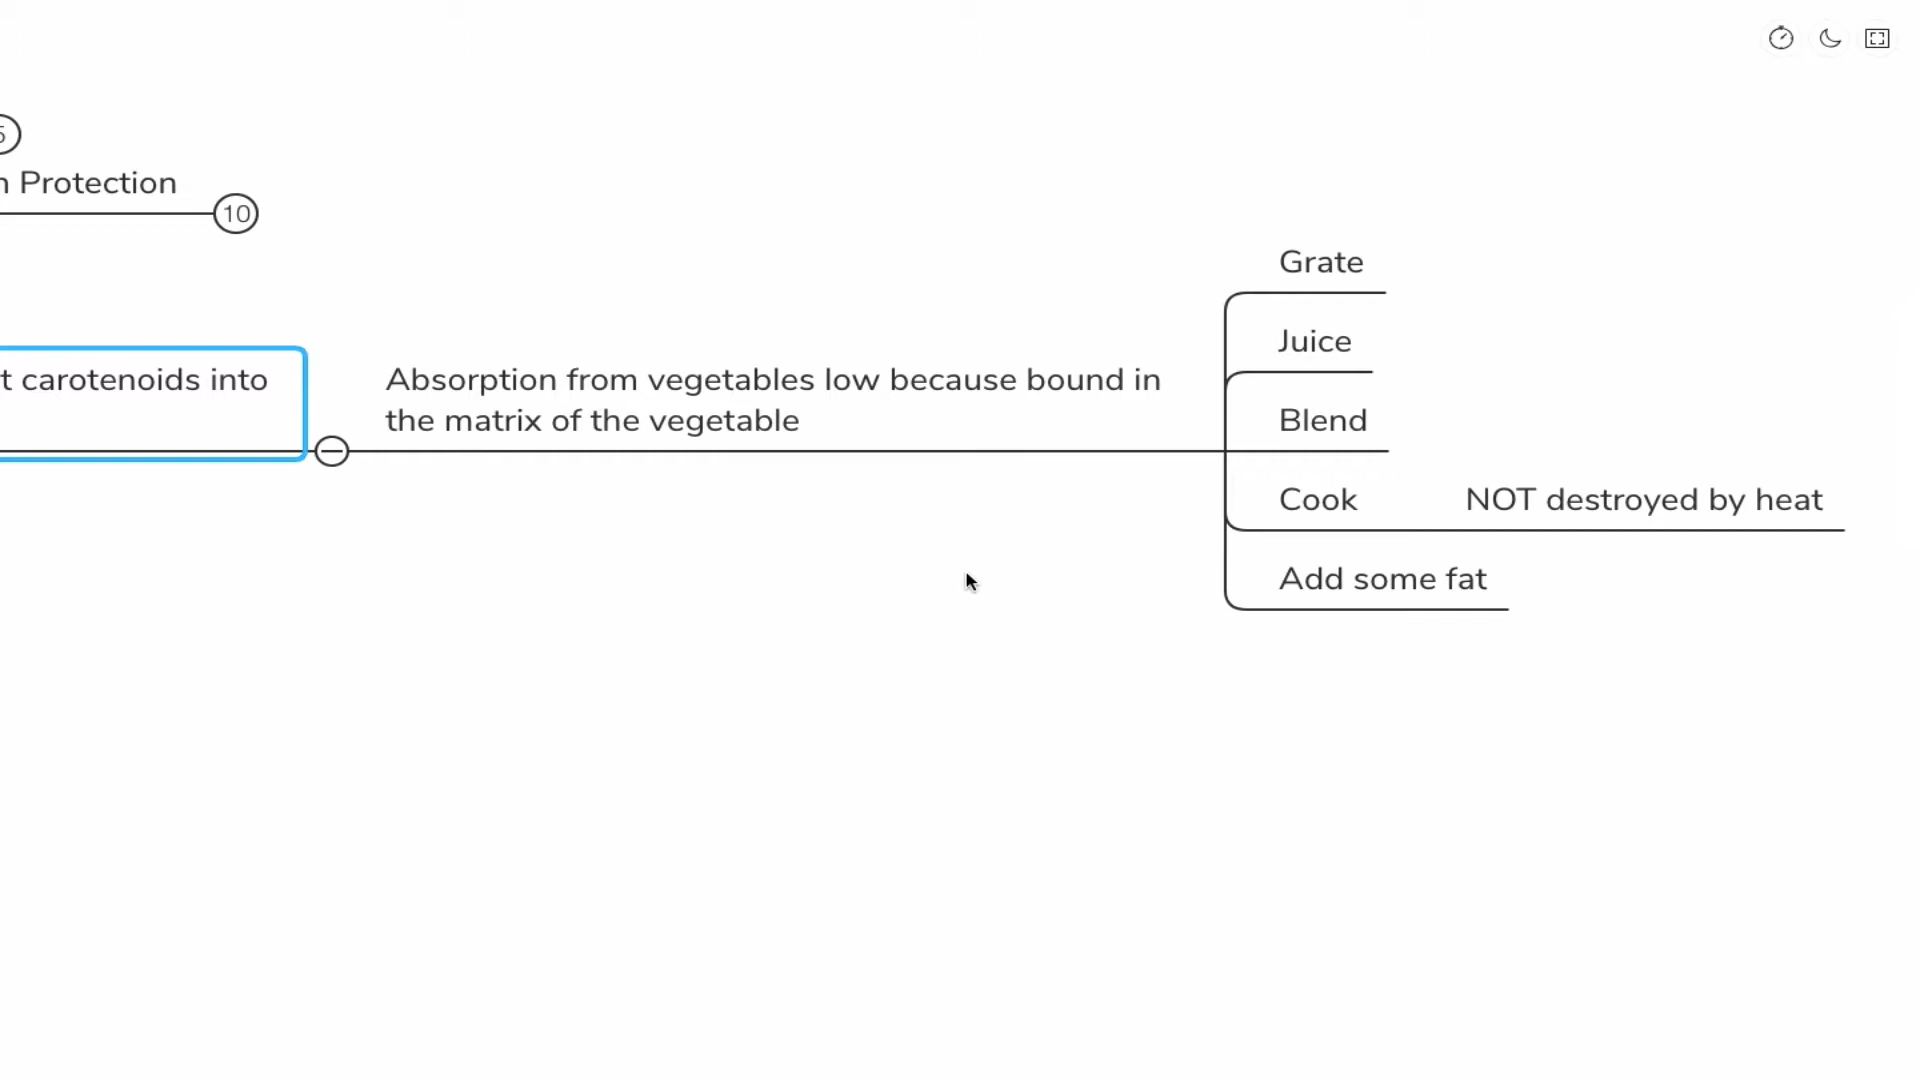 Protection
10
Grate
Juice
carotenoids into
Absorption from vegetables low because bound in
the matrix of the vegetable
Blend
Cook
NOT destroyed by heat
Add some fat